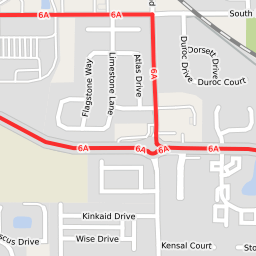 6A
South
6A
Dorsett Drive
Duroc Drive
Duroc Court
Atlas Drive
Limestone Lane
Flagstone Way
6A
6A
6A
6A
Kinkaid Drive
Wise Drive
Drive
Kensal Court